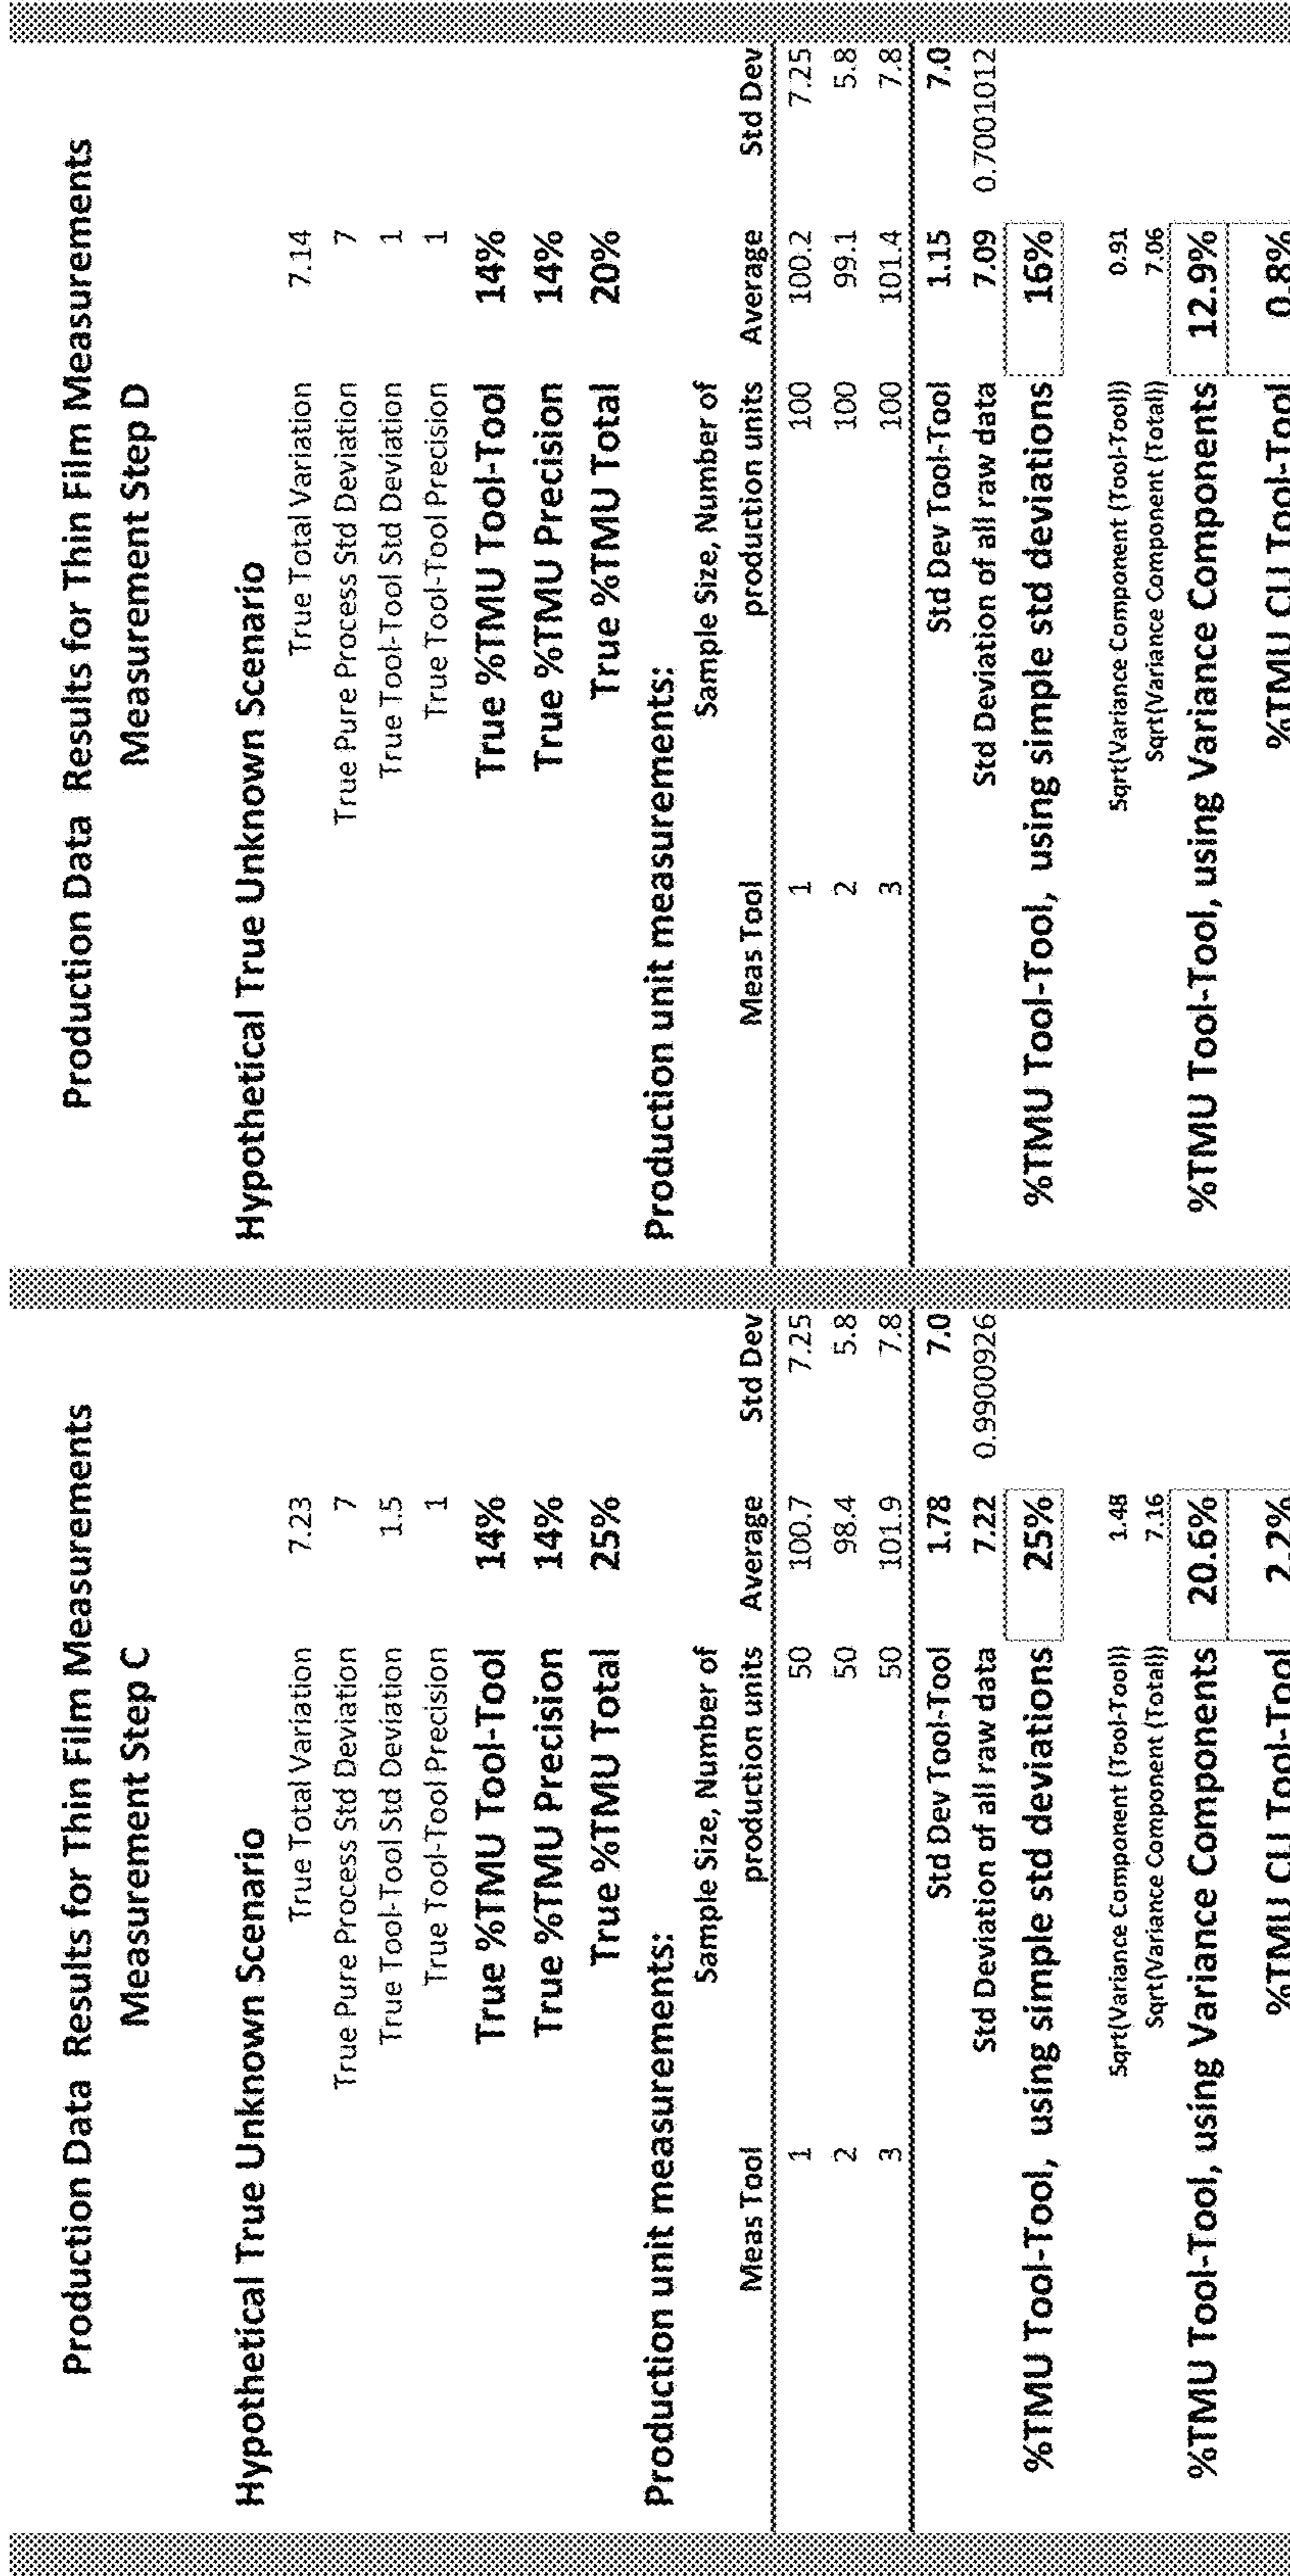 Production Data Results for Thin Film Measurements
Measurement Step C
Hypothetical True Unknown Scenario
True Total Variation 7.23
True Pure Process Std Deviation 7
True Tool-Tool Std Deviation 1.5
True Tool-Tool Precision 1
True %TMU Tool-Tool 14%
True %TMU Precision 14%
True %TMU Total 25%
Production unit measurements:
Sample Size, Number of
Meas Tool production units Average Std Dev
1 50 100.7 7.25
2 50 98.4 5.8
3 50 101.9 7.8
Std Dev Tool-Tool 1.78 7.0
Std Deviation of all raw data 7.22 0.9900926
%TMU Tool-Tool, using simple std deviations 25%
Sqrt(Variance Component (Tool-Tool)) 1.48
Sqrt(Variance Component (Total)) 7.16
%TMU Tool-Tool, using Variance Components 20.6%
%TMU CLI Tool-Tool 2.2%
Production Data Results for Thin Film Measurements
Measurement Step D
Hypothetical True Unknown Scenario
True Total Variation 7.14
True Pure Process Std Deviation 7
True Tool-Tool Std Deviation 1
True Tool-Tool Precision 1
True %TMU Tool-Tool 14%
True %TMU Precision 14%
True %TMU Total 20%
Production unit measurements:
Sample Size, Number of
Meas Tool production units Average Std Dev
1 100 100.2 7.25
2 100 99.1 5.8
3 100 101.4 7.8
Std Dev Tool-Tool 1.15 7.0
Std Deviation of all raw data 7.09 0.7001012
%TMU Tool-Tool, using simple std deviations 16%
Sqrt(Variance Component (Tool-Tool)) 0.91
Sqrt(Variance Component (Total)) 7.06
%TMU Tool-Tool, using Variance Components 12.9%
%TMU CLI Tool-Tool 0.8%